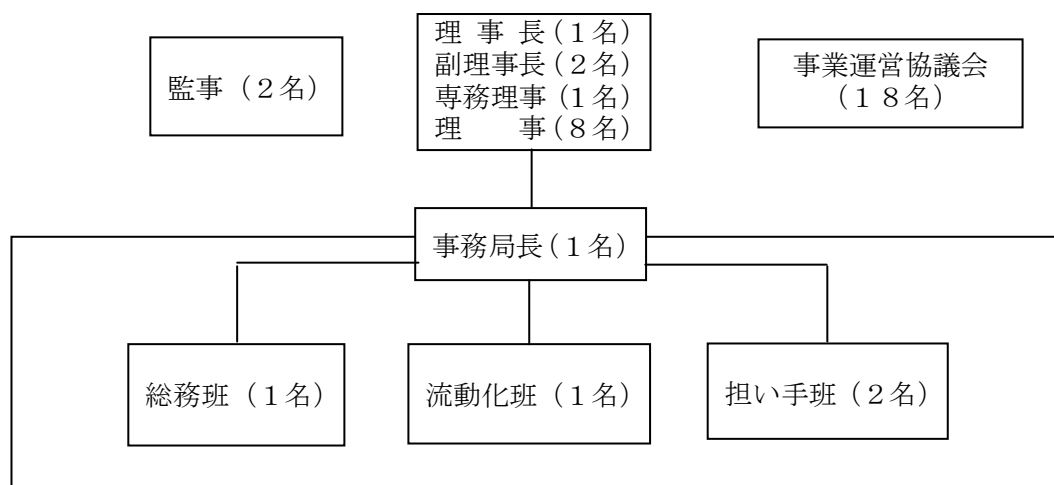 理 事 長（１名）
副理事長（２名）
専務理事（１名）
理　　事（８名）
監事（２名）
事業運営協議会
（１８名）
事務局長（１名）
総務班（１名）
流動化班（１名）
担い手班（２名）